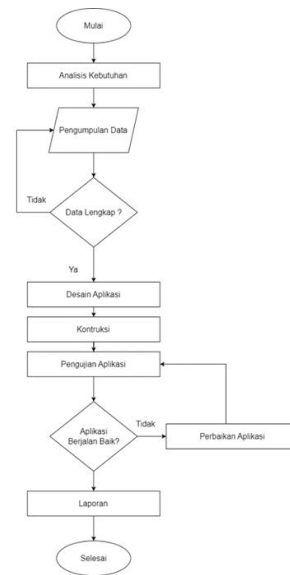 Mulai
Analisis Kebutuhan
Pengumpulan Data
Tidak
Data Lengkap ?
Ya
Desain Aplikasi
Kontruksi
Pengujian Aplikasi
Aplikasi
Berjalan Baik?
Tidak
Perbaikan Aplikasi
Laporan
Selesai